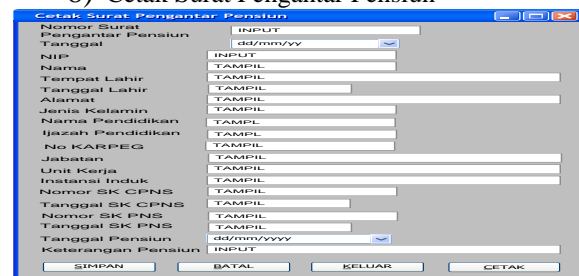 8) Cetak Surat Pengantar Pensiun
Cetak Surat Pengantar Pensiun
Nomor Surat Pengantar Pensiun INPUT
Tanggal dd/mm/yy
NIP INPUT
Nama TAMPIL
Tempat Lahir TAMPIL
Tanggal Lahir TAMPIL
Alamat TAMPIL
Jenis Kelamin TAMPIL
Nama Pendidikan TAMPL
Ijazah Pendidikan TAMPL
No KARPEG TAMPIL
Jabatan TAMPIL
Unit Kerja TAMPIL
Instansi Induk TAMPIL
Nomor SK CPNS TAMPIL
Tanggal SK CPNS TAMPIL
Nomor SK PNS TAMPIL
Tanggal SK PNS TAMPIL
Tanggal Pensiun dd/mm/yyyy
Keterangan Pensiun INPUT
SIMPAN BATAL KELUAR CETAK